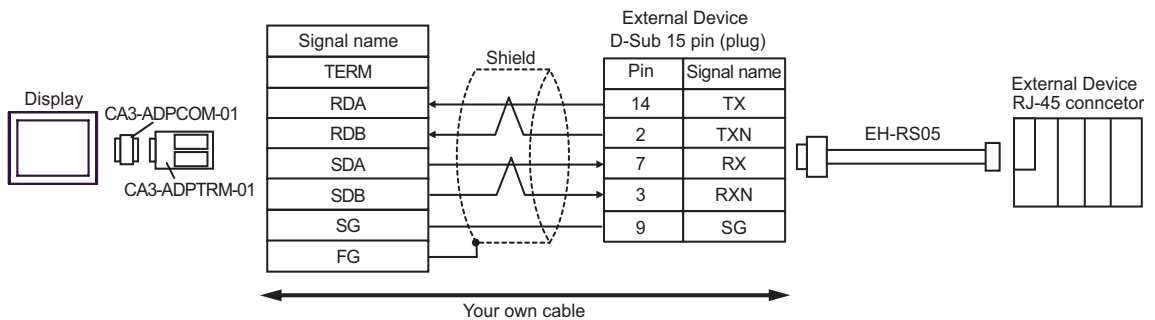 External Device
D-Sub 15 pin (plug)
Signal name
Shield
Pin Signal name
TERM
RDA 14 TX
RDB 2 TXN
SDA 7 RX
SDB 3 RXN
SG 9 SG
FG
Display
CA3-ADPCOM-01
CA3-ADPTRM-01
EH-RS05
External Device
RJ-45 conncetor
Your own cable